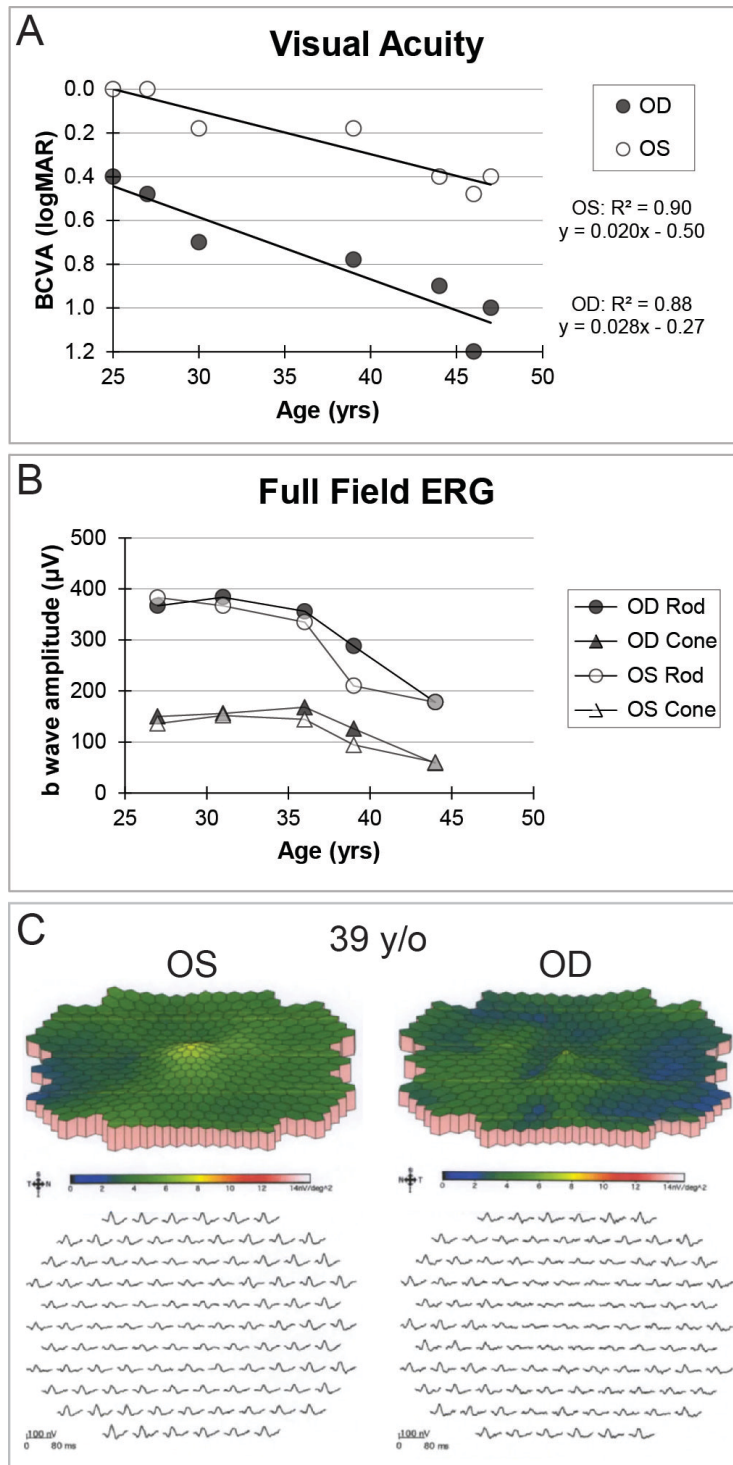 A
Visual Acuity
BCVA (logMAR)
0.0
0.2
0.4
0.6
0.8
1.0
1.2
25 30 35 40 45 50
Age (yrs)
OD
OS
OS: R² = 0.90
y = 0.020x - 0.50
OD: R² = 0.88
y = 0.028x - 0.27
B
Full Field ERG
b wave amplitude (µV)
500
400
300
200
100
0
25 30 35 40 45 50
Age (yrs)
OD Rod
OD Cone
OS Rod
OS Cone
C
39 y/o
OS OD
S
T N
0 2 4 6 8 10 12 14nV/deg^2
N T
0 2 4 6 8 10 12 14nV/deg^2
100 nV
0 80 ms
100 nV
0 80 ms